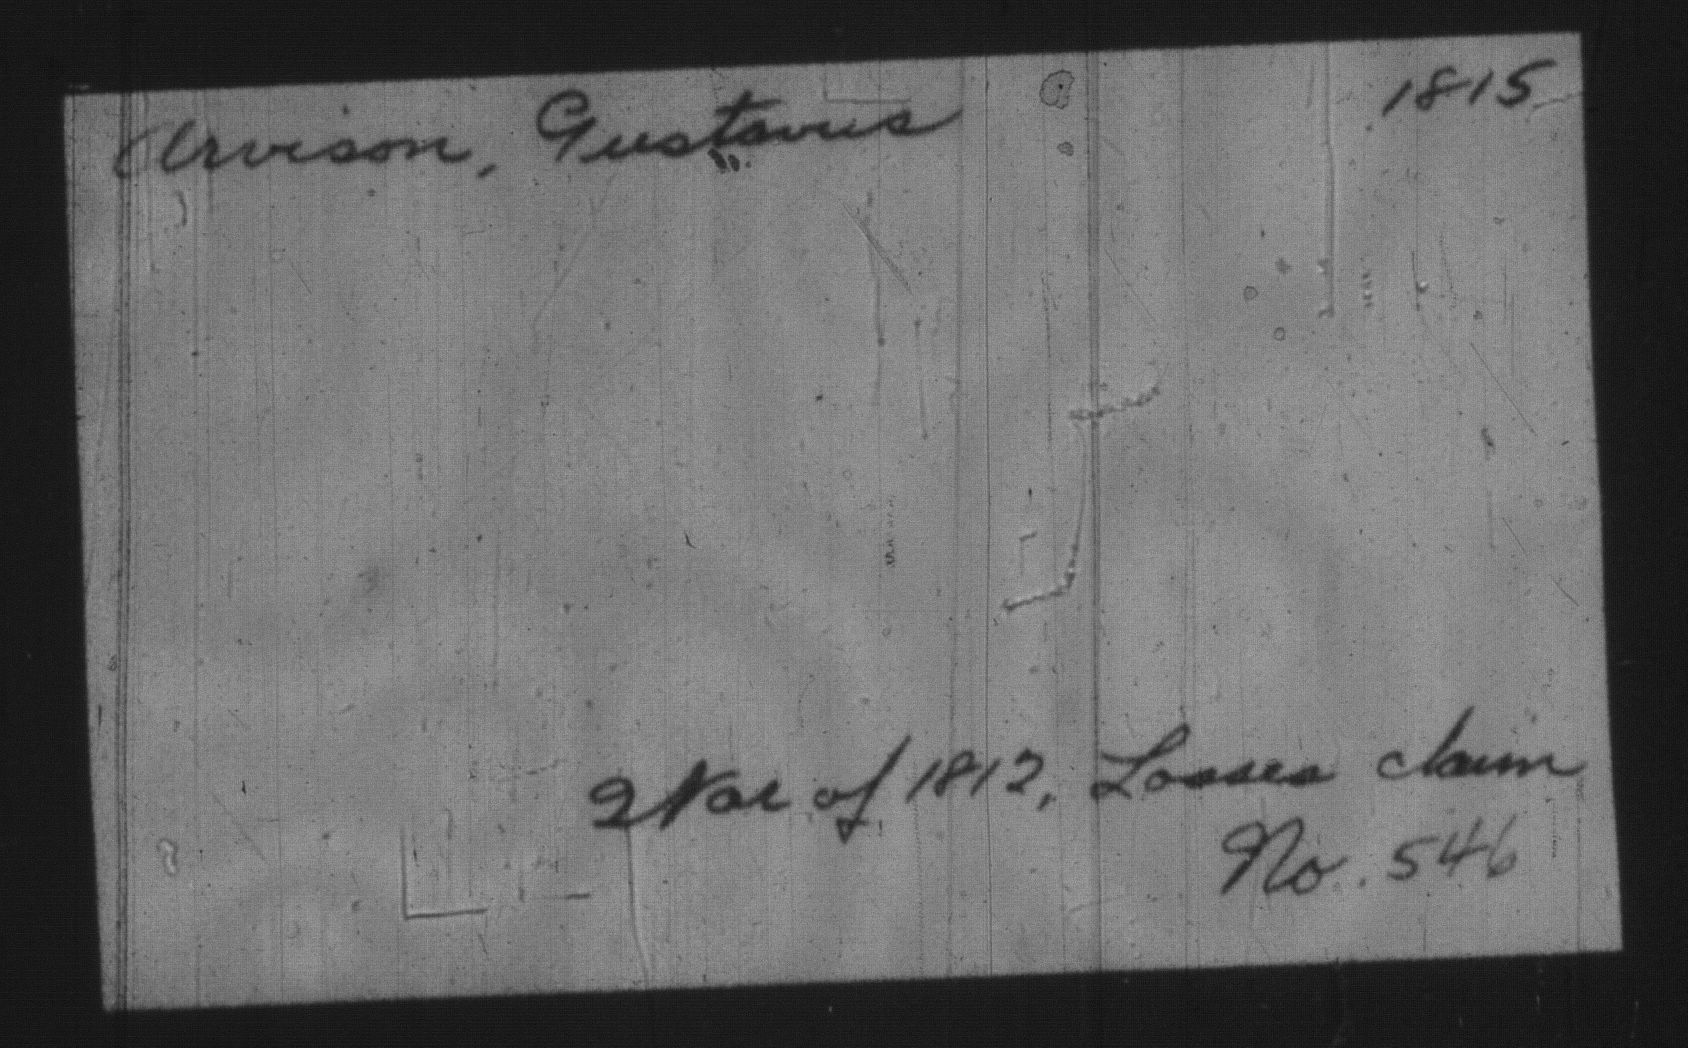 Arvison, Gustavus 1815
War of 1812, Losses claim
No. 546